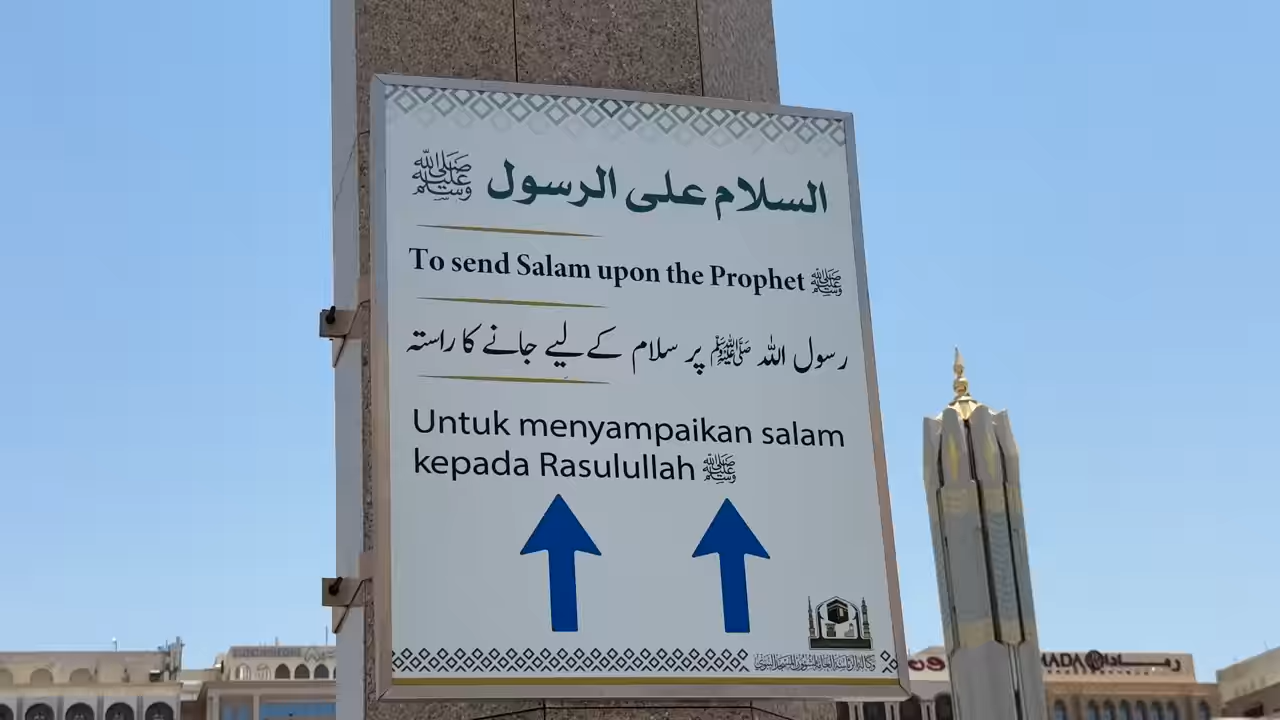 السلام على الرسول ﷺ
To send Salam upon the Prophet ﷺ
رسول اللہ ﷺ پر سلام کے لیے جانے کا راستہ
Untuk menyampaikan salam
kepada Rasulullah ﷺ